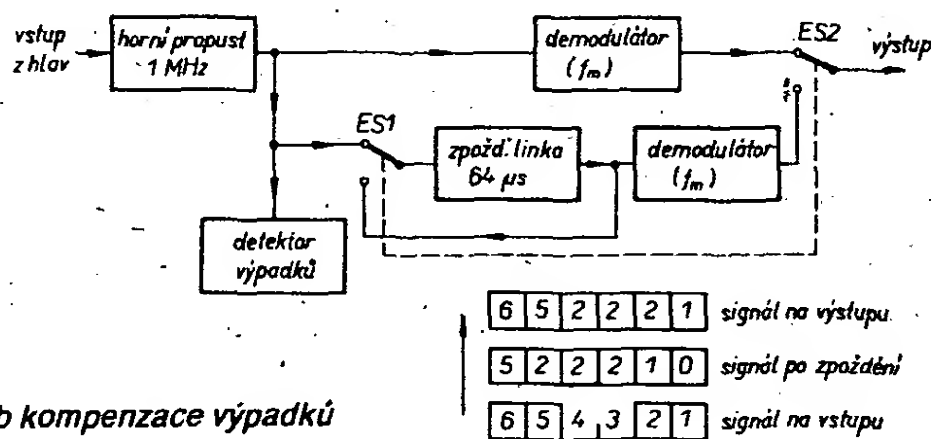 vstup
z hlav
horní propust
1 MHz
demodulátor
(fₘ)
ES2
výstup
ES1
zpožď. linka
64 µs
demodulátor
(fₘ)
detektor
výpadků
6 5 2 2 2 1 signál na výstupu
5 2 2 2 1 0 signál po zpoždění
6 5 4 3 2 1 signál na vstupu
b kompenzace výpadků